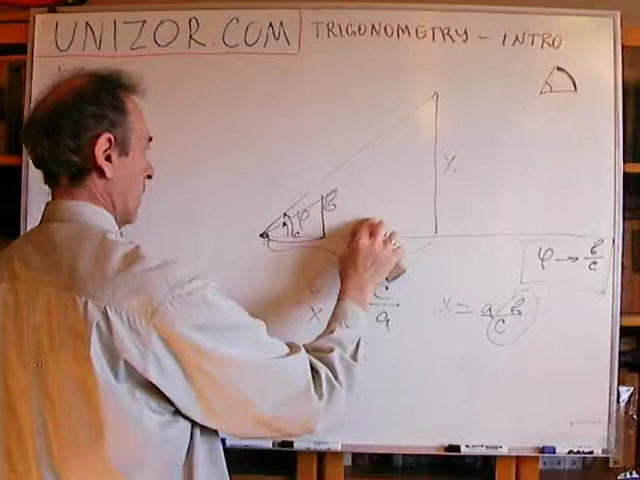 UNIZOR.COM
TRIGONOMETRY - INTRO
x
φ
b
c
φ → b/c
x
a
x = a b
c